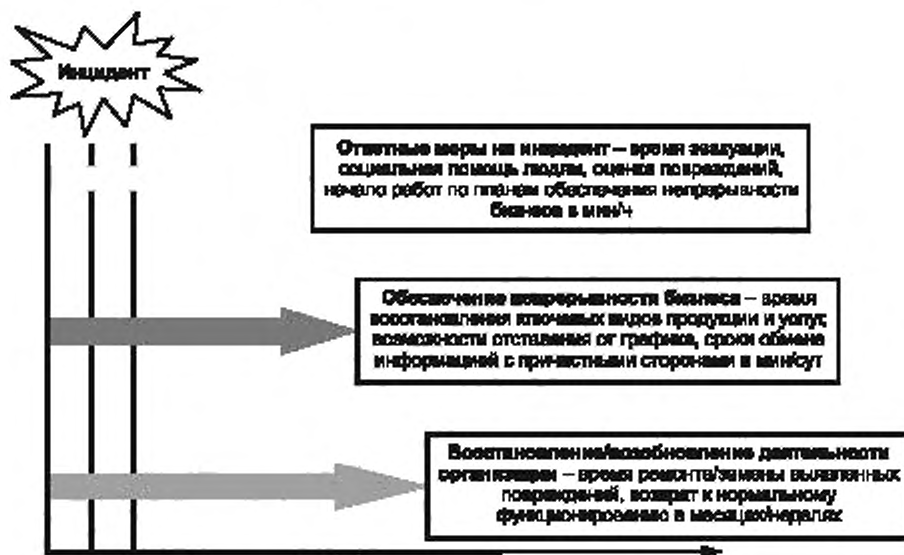 Инцидент
Ответные меры на инцидент – время эвакуации,
социальная помощь людям, оценка повреждений,
начало работ по планам обеспечения непрерывности
бизнеса в мин/ч
Обеспечение непрерывности бизнеса – время
восстановления ключевых видов продукции и услуг,
возможности отставания от графика, сроки обмена
информацией с причастными сторонами в мин/сут
Восстановление/возобновление деятельности
организации – время ремонта/замены выявленных
повреждений, возврат к нормальному
функционированию в месяцах/неделях